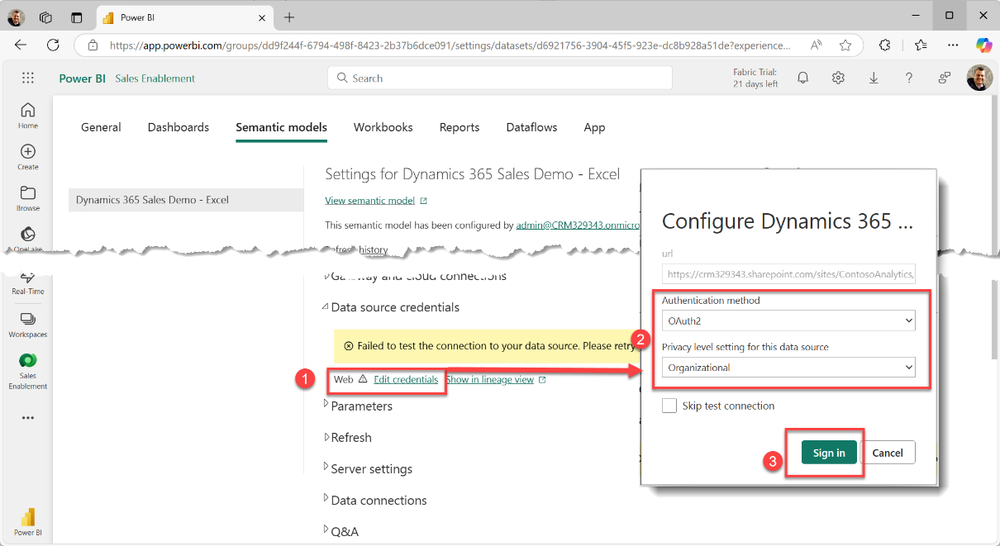 Power BI
https://app.powerbi.com/groups/dd9f244f-6794-498f-8423-2b37b6dce091/settings/datasets/d6921756-3904-45f5-923e-dc8b928a51de?experience...
Power BI Sales Enablement
Search
Fabric Trial:
21 days left
Home
Create
Browse
OneLake
Real-Time
Workspaces
Sales
Enablement
Power BI
General Dashboards Semantic models Workbooks Reports Dataflows App
Dynamics 365 Sales Demo - Excel
Settings for Dynamics 365 Sales Demo - Excel
View semantic model
This semantic model has been configured by admin@CRM329343.onmicro
Refresh history
Gateway and cloud connections
Data source credentials
Failed to test the connection to your data source. Please retry
1
Web Edit credentials Show in lineage view
Parameters
Refresh
Server settings
Data connections
Q&A
Configure Dynamics 365 ...
url
https://crm329343.sharepoint.com/sites/ContosoAnalytics,
2
Authentication method
OAuth2
Privacy level setting for this data source
Organizational
Skip test connection
3
Sign in Cancel